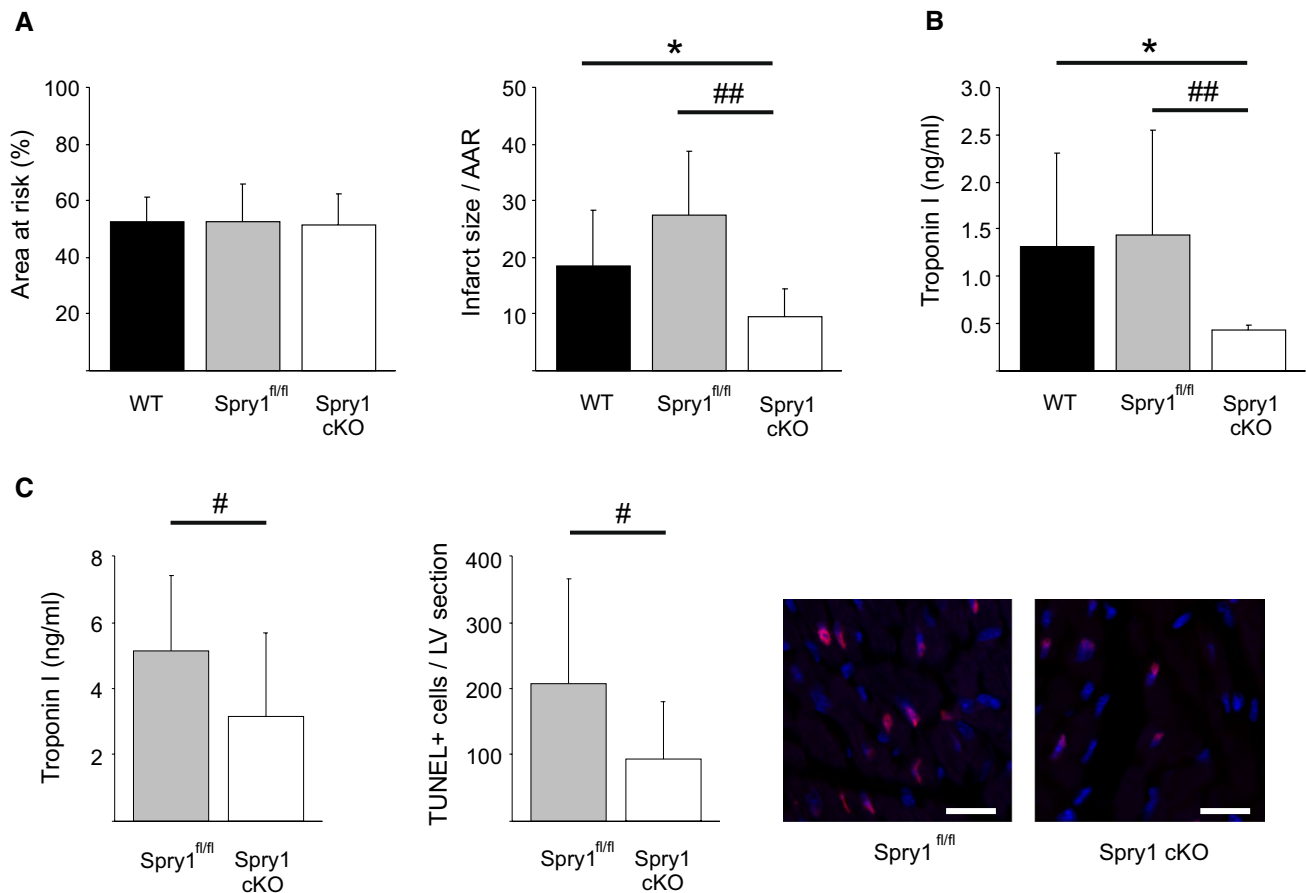 A
Area at risk (%)
100
80
60
40
20
WT
Spry1fl/fl
Spry1
cKO
*
##
Infarct size / AAR
50
40
30
20
10
WT
Spry1fl/fl
Spry1
cKO
B
*
##
Troponin I (ng/ml)
3.0
2.5
2.0
1.5
1.0
0.5
WT
Spry1fl/fl
Spry1
cKO
C
#
Troponin I (ng/ml)
8
6
4
2
Spry1fl/fl
Spry1
cKO
#
TUNEL+ cells / LV section
400
300
200
100
Spry1fl/fl
Spry1
cKO
Spry1fl/fl
Spry1 cKO